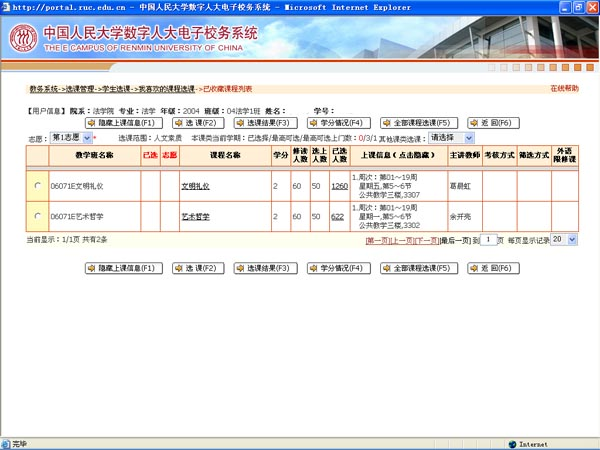 http://portal.ruc.edu.cn - 中国人民大学数字人大电子校务系统 - Microsoft Internet Explorer
中国人民大学数字人大电子校务系统
THE E CAMPUS OF RENMIN UNIVERSITY OF CHINA
教务系统->选课管理->学生选课->我喜欢的课程选课->已收藏课程列表 在线帮助
【用户信息】 院系：法学院 专业：法学 年级：2004 班级：04法学1班 姓名： 学号：
隐藏上课信息(F1) 选 课(F2) 选课结果(F3) 学分情况(F4) 全部课程选课(F5) 返 回(F6)
志愿： 第1志愿 * 选课范围：人文素质 本课类当前学期：已选择/最高可选/最高可选上门数：0/3/1 其他课类选课： 请选择
教学班名称 已选 志愿 课程名称 学分 修读人数 选上人数 已选人数 上课信息（点击隐藏） 主讲教师 考核方式 筛选方式 外语限修课
06071E文明礼仪 文明礼仪 2 60 50 1260 1.周次：第01～19周 葛晨虹
星期五,第5～6节
公共教学三楼,3307
06071E艺术哲学 艺术哲学 2 60 50 622 1.周次：第01～19周 余开亮
星期一,第5～6节
公共教学三楼,3302
当前显示：1/1页 共有2条 [第一页][上一页][下一页][最后一页] 到 1 页 每页显示记录 20
隐藏上课信息(F1) 选 课(F2) 选课结果(F3) 学分情况(F4) 全部课程选课(F5) 返 回(F6)
完毕 Internet